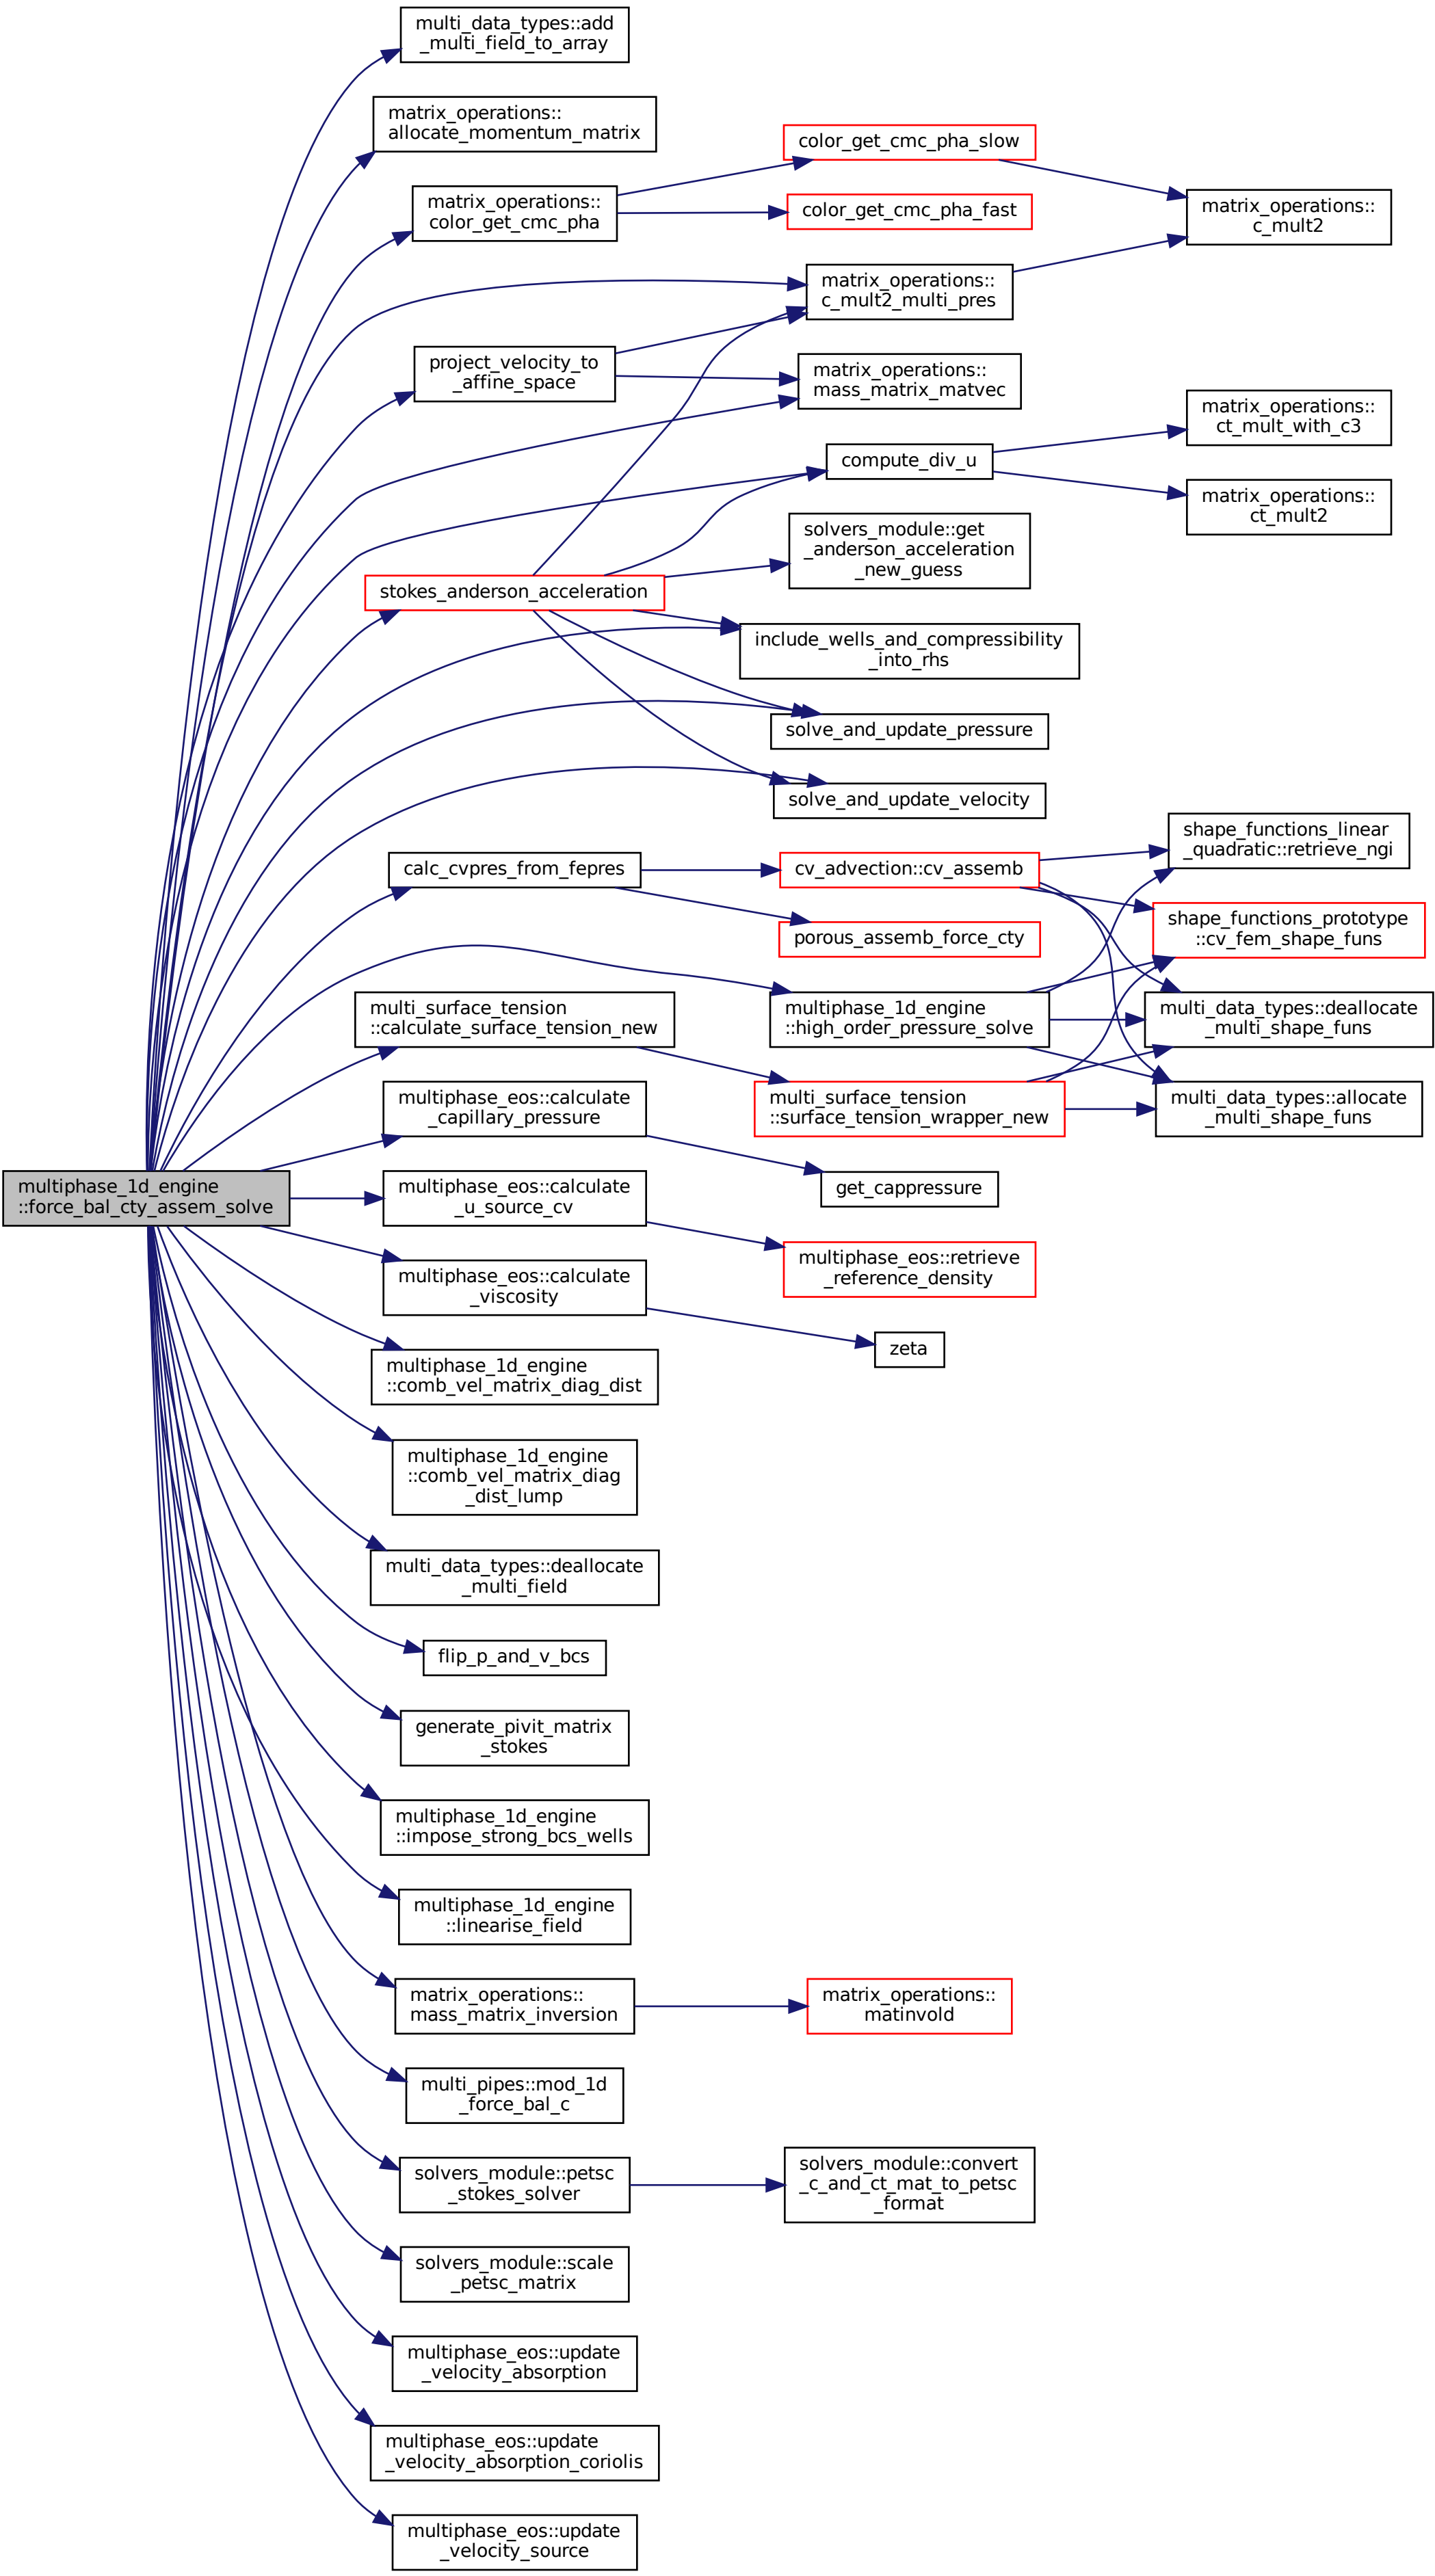 multi_data_types::add
_multi_field_to_array
matrix_operations::
allocate_momentum_matrix
color_get_cmc_pha_slow
matrix_operations::
color_get_cmc_pha
color_get_cmc_pha_fast
matrix_operations::
c_mult2
matrix_operations::
c_mult2_multi_pres
project_velocity_to
_affine_space
matrix_operations::
mass_matrix_matvec
matrix_operations::
ct_mult_with_c3
compute_div_u
matrix_operations::
ct_mult2
solvers_module::get
_anderson_acceleration
_new_guess
stokes_anderson_acceleration
include_wells_and_compressibility
_into_rhs
solve_and_update_pressure
solve_and_update_velocity
shape_functions_linear
_quadratic::retrieve_ngi
calc_cvpres_from_fepres
cv_advection::cv_assemb
shape_functions_prototype
::cv_fem_shape_funs
porous_assemb_force_cty
multi_surface_tension
::calculate_surface_tension_new
multiphase_1d_engine
::high_order_pressure_solve
multi_data_types::deallocate
_multi_shape_funs
multiphase_eos::calculate
_capillary_pressure
multi_surface_tension
::surface_tension_wrapper_new
multi_data_types::allocate
_multi_shape_funs
multiphase_1d_engine
::force_bal_cty_assem_solve
multiphase_eos::calculate
_u_source_cv
get_cappressure
multiphase_eos::retrieve
_reference_density
multiphase_eos::calculate
_viscosity
zeta
multiphase_1d_engine
::comb_vel_matrix_diag_dist
multiphase_1d_engine
::comb_vel_matrix_diag
_dist_lump
multi_data_types::deallocate
_multi_field
flip_p_and_v_bcs
generate_pivit_matrix
_stokes
multiphase_1d_engine
::impose_strong_bcs_wells
multiphase_1d_engine
::linearise_field
matrix_operations::
mass_matrix_inversion
matrix_operations::
matinvold
multi_pipes::mod_1d
_force_bal_c
solvers_module::petsc
_stokes_solver
solvers_module::convert
_c_and_ct_mat_to_petsc
_format
solvers_module::scale
_petsc_matrix
multiphase_eos::update
_velocity_absorption
multiphase_eos::update
_velocity_absorption_coriolis
multiphase_eos::update
_velocity_source